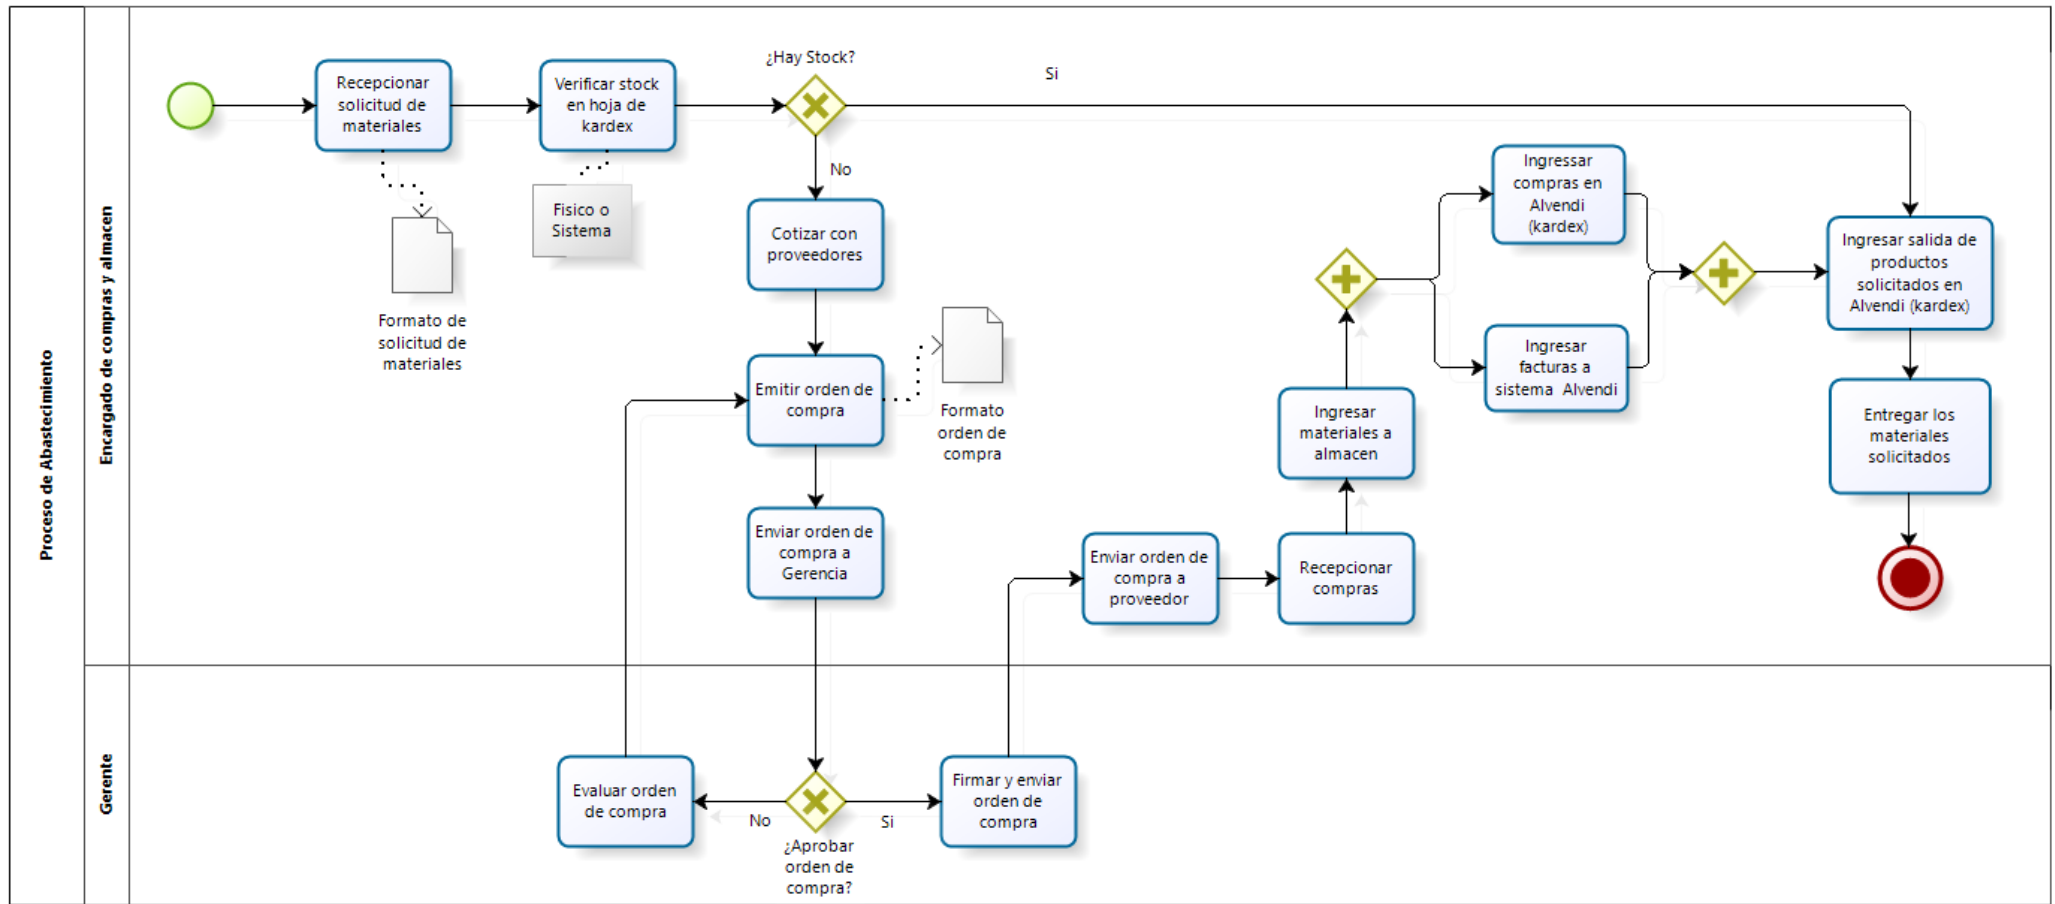 Proceso de Abastecimiento
Encargado de compras y almacen
Recepcionar
solicitud de
materiales
Formato de
solicitud de
materiales
Verificar stock
en hoja de
kardex
Fisico o
Sistema
¿Hay Stock?
Si
No
Cotizar con
proveedores
Emitir orden de
compra
Formato
orden de
compra
Enviar orden de
compra a
Gerencia
Enviar orden de
compra a
proveedor
Recepcionar
compras
Ingresar
materiales a
almacen
Ingressar
compras en
Alvendi
(kardex)
Ingresar
facturas a
sistema Alvendi
Ingresar salida de
productos
solicitados en
Alvendi (kardex)
Entregar los
materiales
solicitados
Gerente
Evaluar orden
de compra
No
¿Aprobar
orden de
compra?
Si
Firmar y enviar
orden de
compra